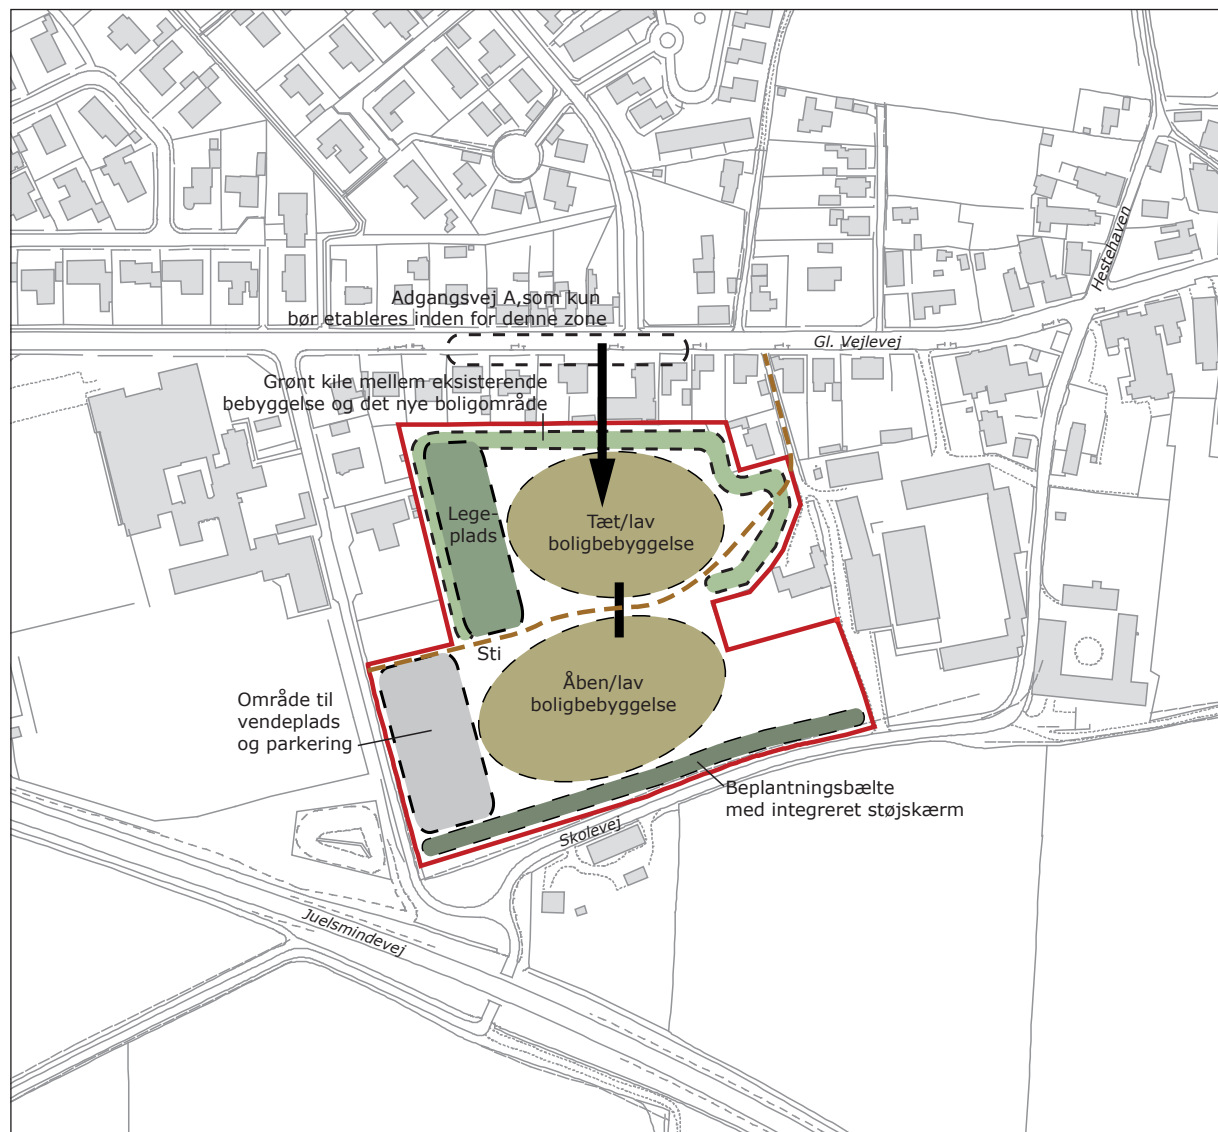 Hestehaven
Adgangsvej A,som kun
bør etableres inden for denne zone
Gl. Vejlevej
Grønt kile mellem eksisterende
bebyggelse og det nye boligområde
Lege-
plads
Tæt/lav
boligbebyggelse
Sti
Åben/lav
boligbebyggelse
Område til
vendeplads
og parkering
Beplantningsbælte
med integreret støjskærm
Skolevej
Juelsmindevej